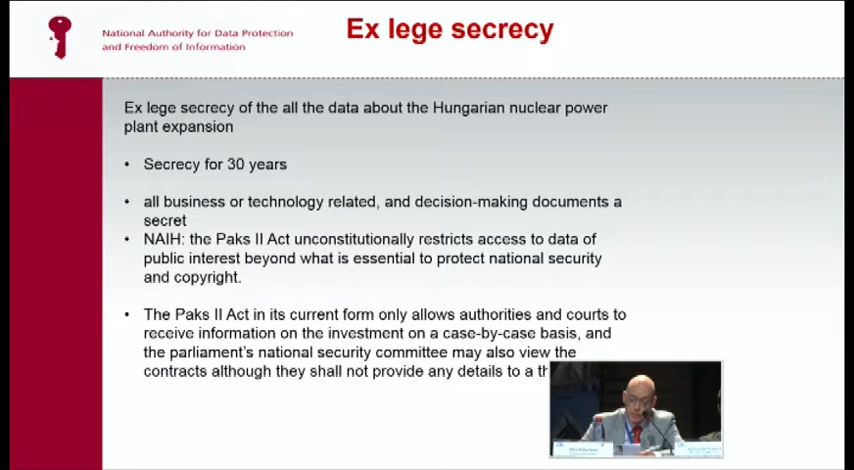 National Authority for Data Protection
and Freedom of Information
Ex lege secrecy
Ex lege secrecy of the all the data about the Hungarian nuclear power
plant expansion
• Secrecy for 30 years
• all business or technology related, and decision-making documents a
secret
• NAIH: the Paks II Act unconstitutionally restricts access to data of
public interest beyond what is essential to protect national security
and copyright.
• The Paks II Act in its current form only allows authorities and courts to
receive information on the investment on a case-by-case basis, and
the parliament's national security committee may also view the
contracts although they shall not provide any details to a th